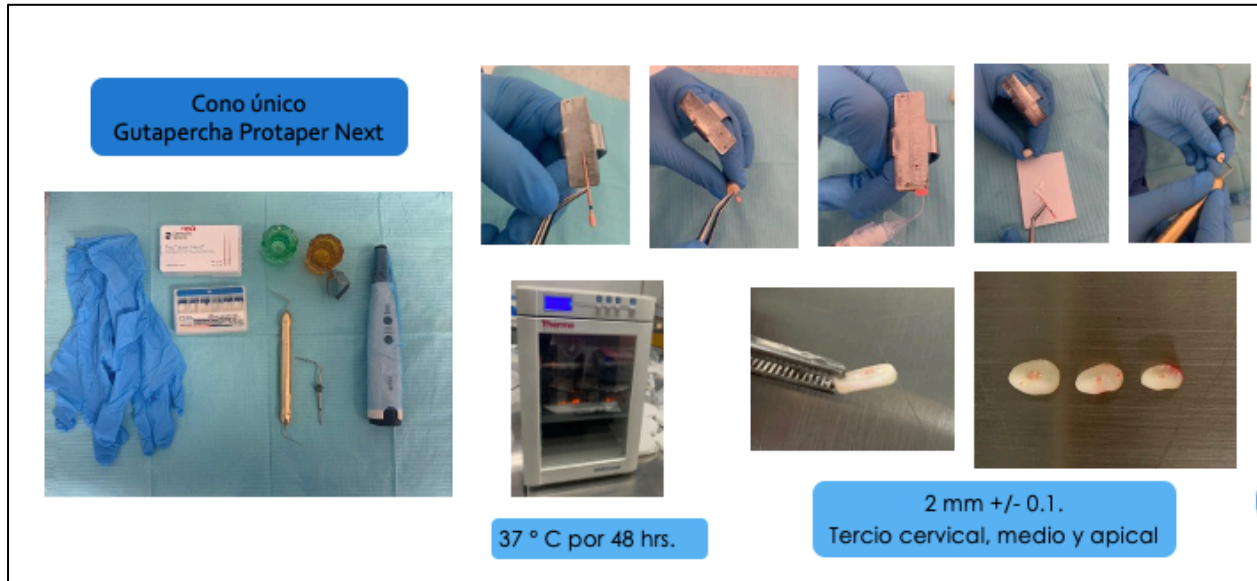 Cono único
Gutapercha Protaper Next
Thermo
37 ° C por 48 hrs.
2 mm +/- 0.1.
Tercio cervical, medio y apical